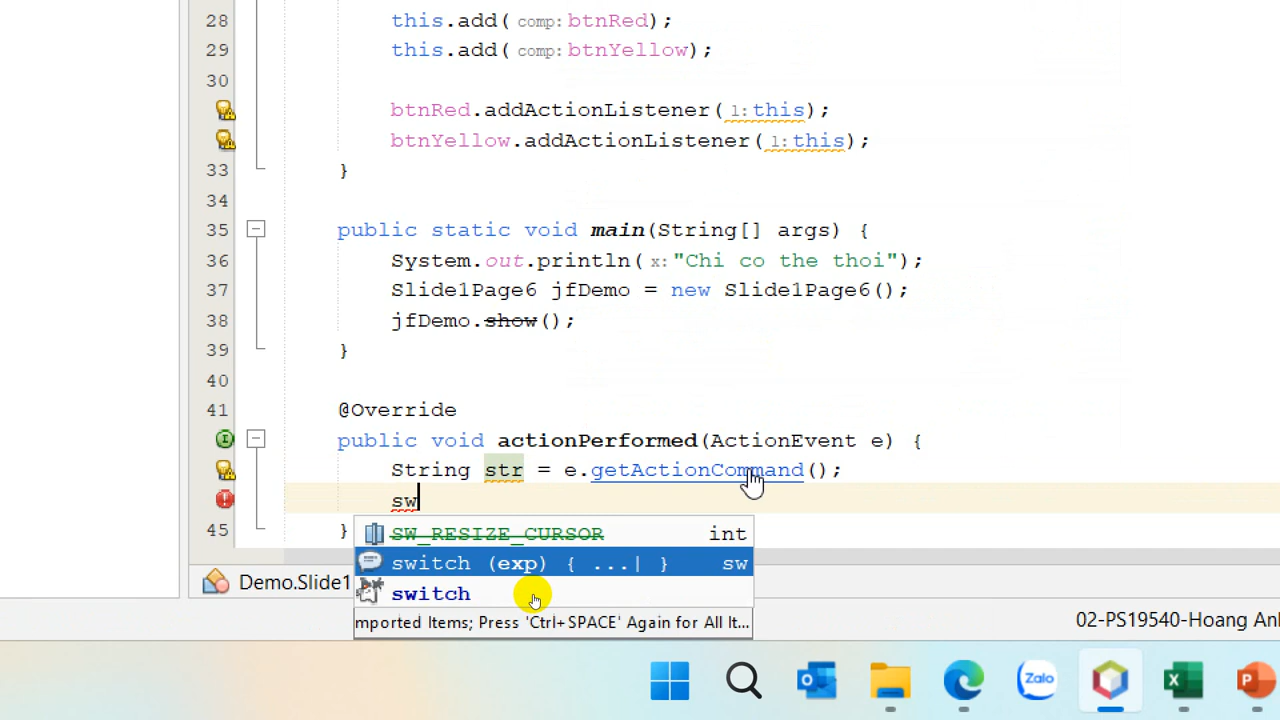 28 this.add( comp: btnRed);
29 this.add( comp: btnYellow);
30
btnRed.addActionListener( l: this);
btnYellow.addActionListener( l: this);
33 }
34
35 public static void main(String[] args) {
36 System.out.println( x: "Chi co the thoi");
37 Slide1Page6 jfDemo = new Slide1Page6();
38 jfDemo.show();
39 }
40
41 @Override
public void actionPerformed(ActionEvent e) {
String str = e.getActionCommand();
sw
45 }
SW_RESIZE_CURSOR int
switch (exp) { ...| } sw
switch
mported Items; Press 'Ctrl+SPACE' Again for All It...
Demo.Slide1
02-PS19540-Hoang Anh
Zalo